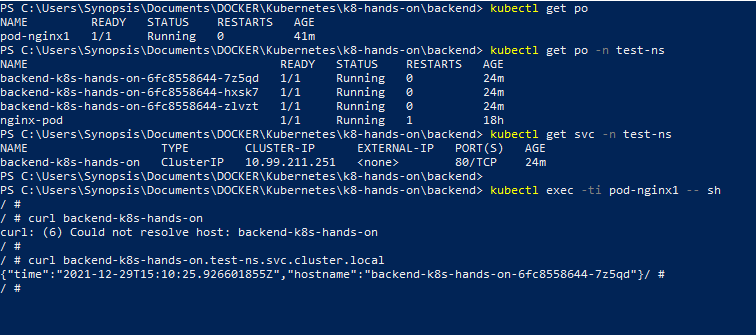 PS C:\Users\Synopsis\Documents\DOCKER\Kubernetes\k8-hands-on\backend> kubectl get po
NAME READY STATUS RESTARTS AGE
pod-nginx1 1/1 Running 0 41m
PS C:\Users\Synopsis\Documents\DOCKER\Kubernetes\k8-hands-on\backend> kubectl get po -n test-ns
NAME READY STATUS RESTARTS AGE
backend-k8s-hands-on-6fc8558644-7z5qd 1/1 Running 0 24m
backend-k8s-hands-on-6fc8558644-hxsk7 1/1 Running 0 24m
backend-k8s-hands-on-6fc8558644-zlvzt 1/1 Running 0 24m
nginx-pod 1/1 Running 1 18h
PS C:\Users\Synopsis\Documents\DOCKER\Kubernetes\k8-hands-on\backend> kubectl get svc -n test-ns
NAME TYPE CLUSTER-IP EXTERNAL-IP PORT(S) AGE
backend-k8s-hands-on ClusterIP 10.99.211.251 <none> 80/TCP 24m
PS C:\Users\Synopsis\Documents\DOCKER\Kubernetes\k8-hands-on\backend>
PS C:\Users\Synopsis\Documents\DOCKER\Kubernetes\k8-hands-on\backend> kubectl exec -ti pod-nginx1 -- sh
/ #
/ # curl backend-k8s-hands-on
curl: (6) Could not resolve host: backend-k8s-hands-on
/ #
/ # curl backend-k8s-hands-on.test-ns.svc.cluster.local
{"time":"2021-12-29T15:10:25.926601855Z","hostname":"backend-k8s-hands-on-6fc8558644-7z5qd"}/ #
/ #